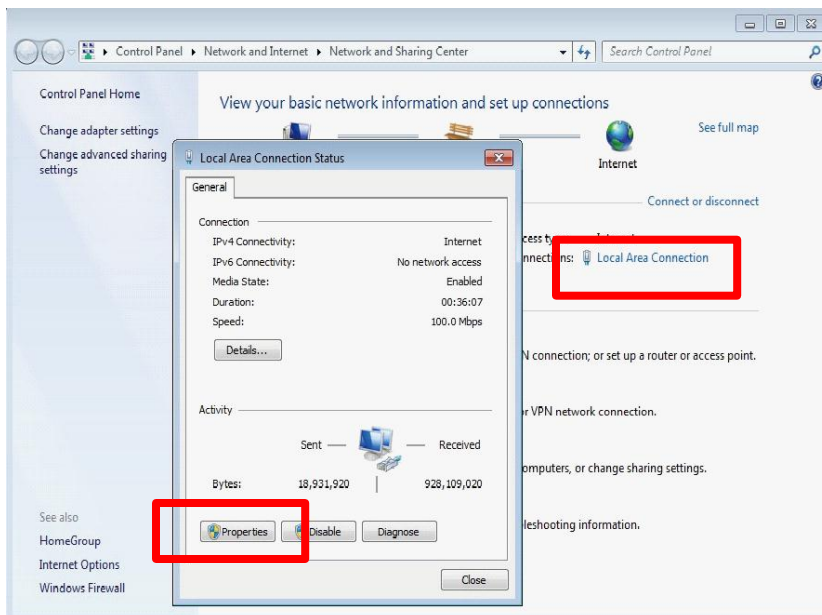 Control Panel ▸ Network and Internet ▸ Network and Sharing Center
Search Control Panel
Control Panel Home
Change adapter settings
Change advanced sharing
settings
See also
HomeGroup
Internet Options
Windows Firewall
View your basic network information and set up connections
See full map
Internet
Connect or disconnect
nnections: Local Area Connection
N connection; or set up a router or access point.
or VPN network connection.
omputers, or change sharing settings.
leshooting information.
Local Area Connection Status
General
Connection
IPv4 Connectivity: Internet
IPv6 Connectivity: No network access
Media State: Enabled
Duration: 00:36:07
Speed: 100.0 Mbps
Details...
Activity
Sent — — Received
Bytes: 18,931,920 | 928,109,020
Properties Disable Diagnose
Close